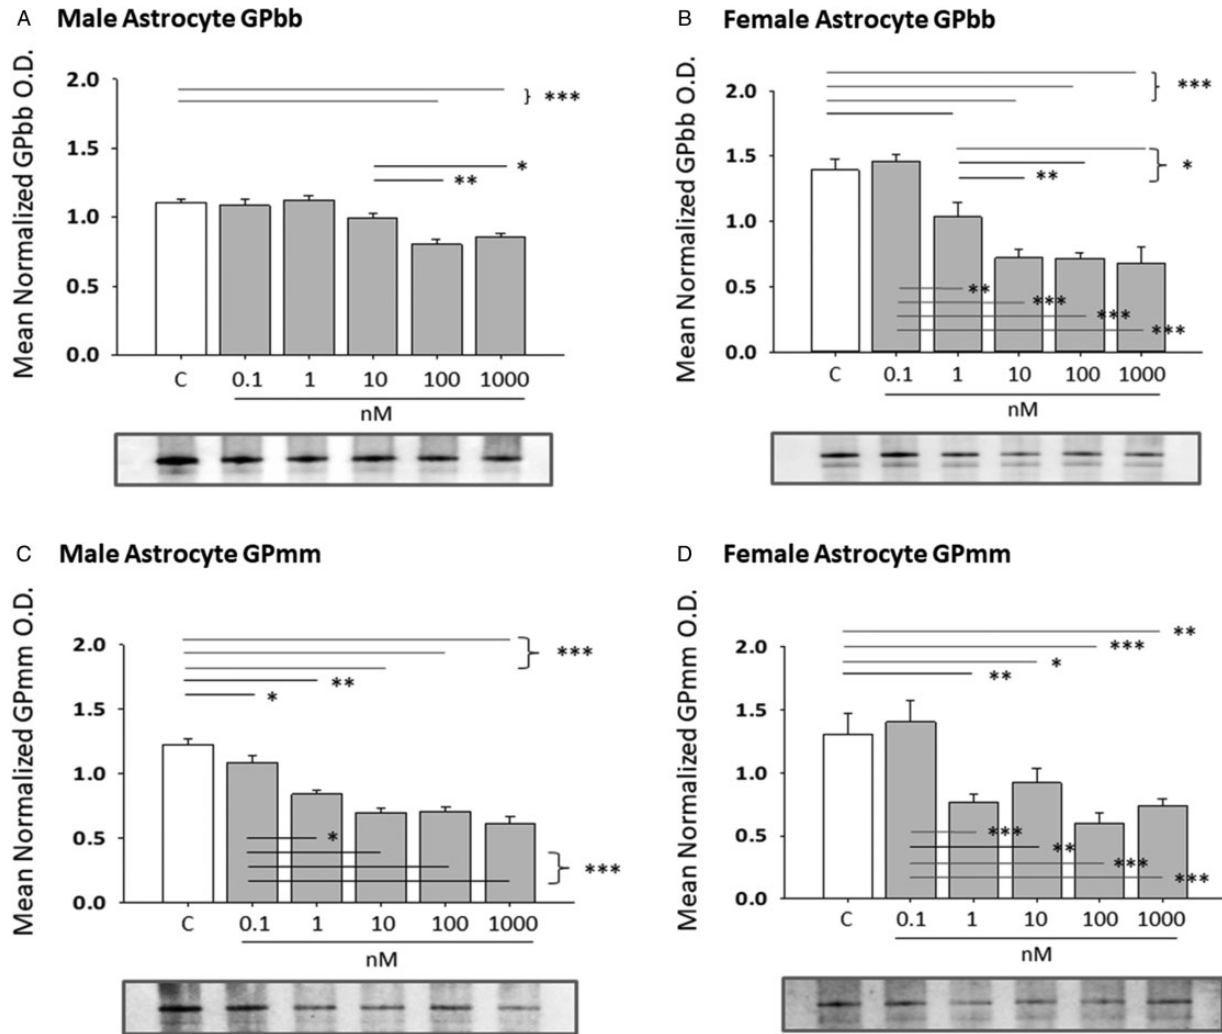 A Male Astrocyte GPbb
Mean Normalized GPbb O.D.
2.0
1.5
1.0
0.5
0.0
***
*
**
C 0.1 1 10 100 1000
nM
B Female Astrocyte GPbb
Mean Normalized GPbb O.D.
2.0
1.5
1.0
0.5
0.0
***
*
**
**
***
***
***
C 0.1 1 10 100 1000
nM
C Male Astrocyte GPmm
Mean Normalized GPmm O.D.
2.0
1.5
1.0
0.5
0.0
***
**
*
*
***
C 0.1 1 10 100 1000
nM
D Female Astrocyte GPmm
Mean Normalized GPmm O.D.
2.0
1.5
1.0
0.5
0.0
**
***
*
**
***
**
***
***
C 0.1 1 10 100 1000
nM